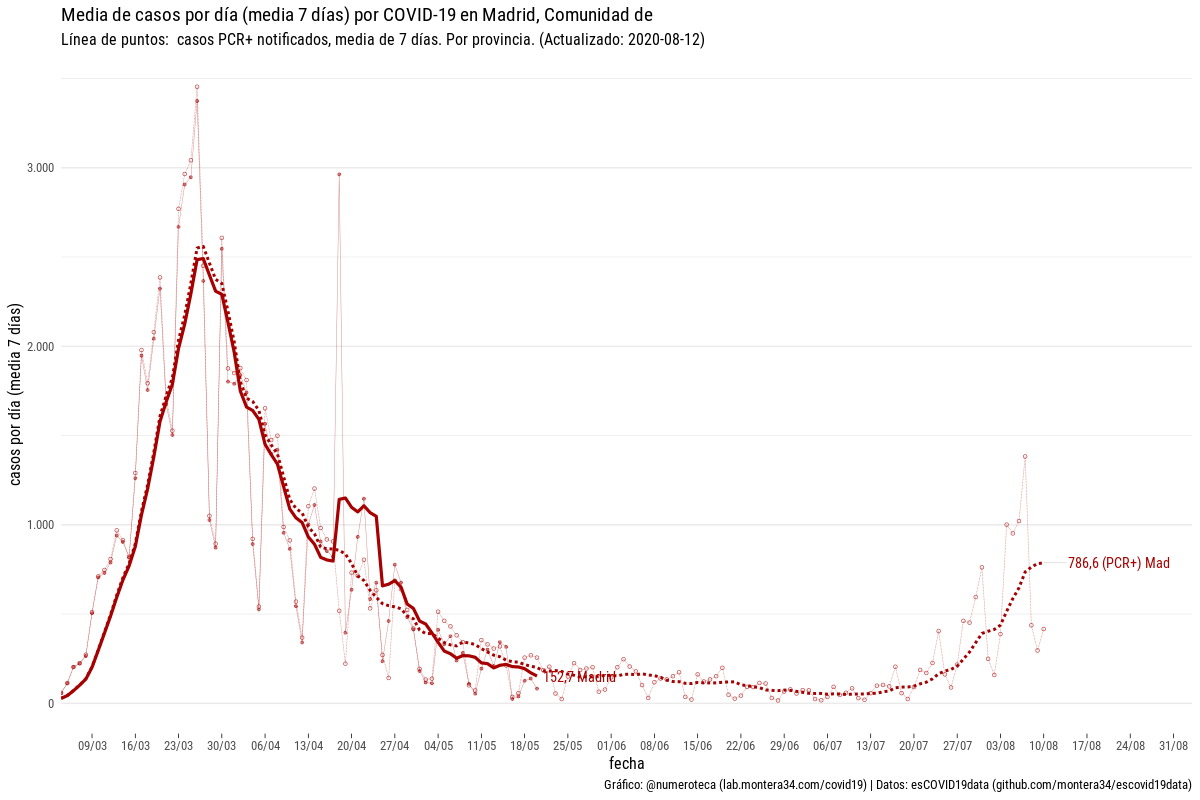 Media de casos por día (media 7 días) por COVID-19 en Madrid, Comunidad de
Línea de puntos:  casos PCR+ notificados, media de 7 días. Por provincia. (Actualizado: 2020-08-12)
casos por día (media 7 días)
3.000
2.000
1.000
0
786,6 (PCR+) Mad
152,7 Madrid
09/03 16/03 23/03 30/03 06/04 13/04 20/04 27/04 04/05 11/05 18/05 25/05 01/06 08/06 15/06 22/06 29/06 06/07 13/07 20/07 27/07 03/08 10/08 17/08 24/08 31/08
fecha
Gráfico: @numeroteca (lab.montera34.com/covid19) | Datos: esCOVID19data (github.com/montera34/escovid19data)